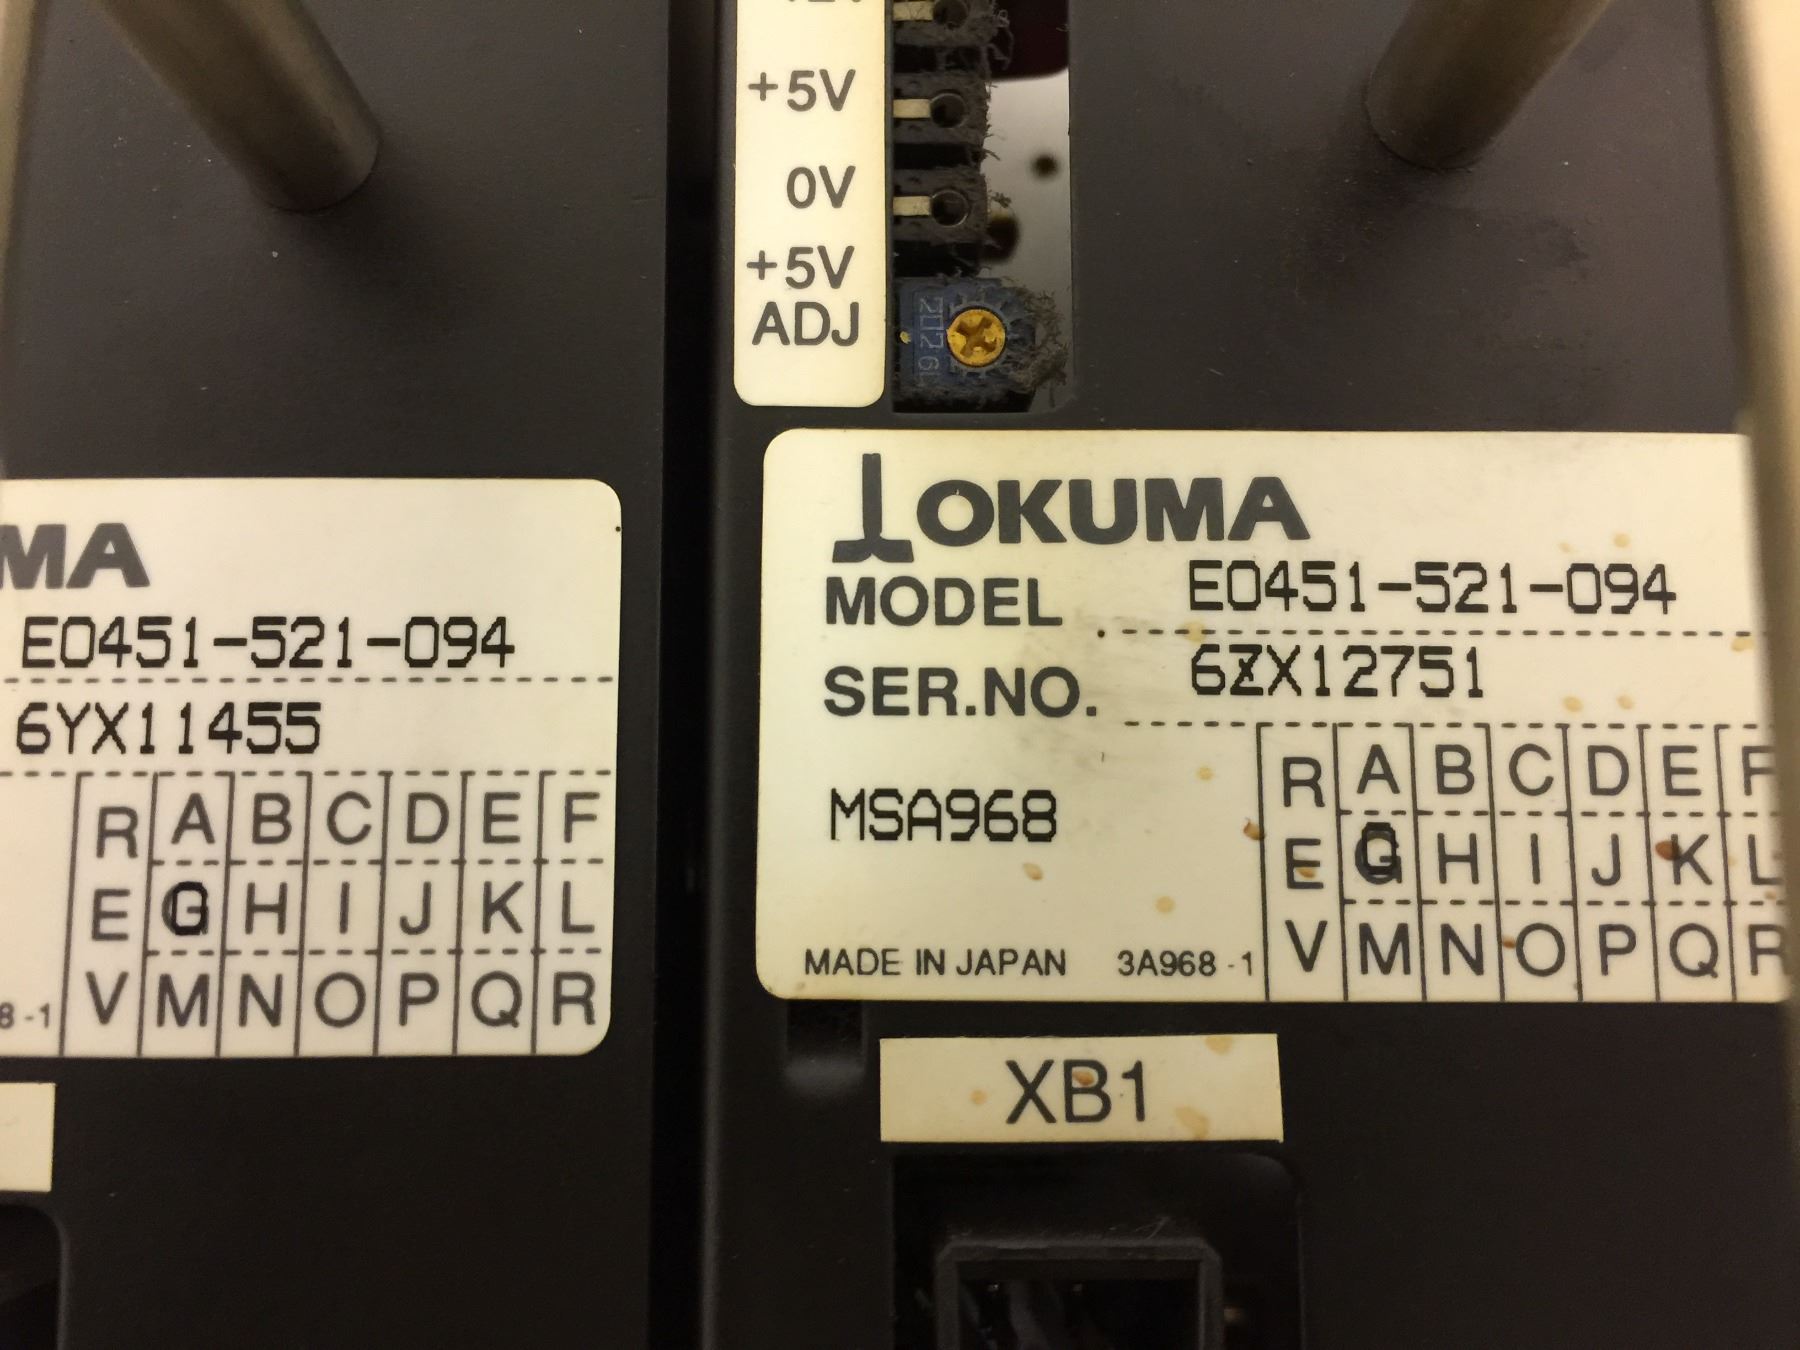 +5V
0V
+5V
ADJ
2026L
MA
E0451-521-094
6YX11455
R A B C D E F
E G H I J K L
V M N O P Q R
8-1
OKUMA
MODEL E0451-521-094
SER.NO. 6ZX12751
MSA968
R A B C D E F
E G H I J K L
V M N O P Q R
MADE IN JAPAN 3A968-1
XB1